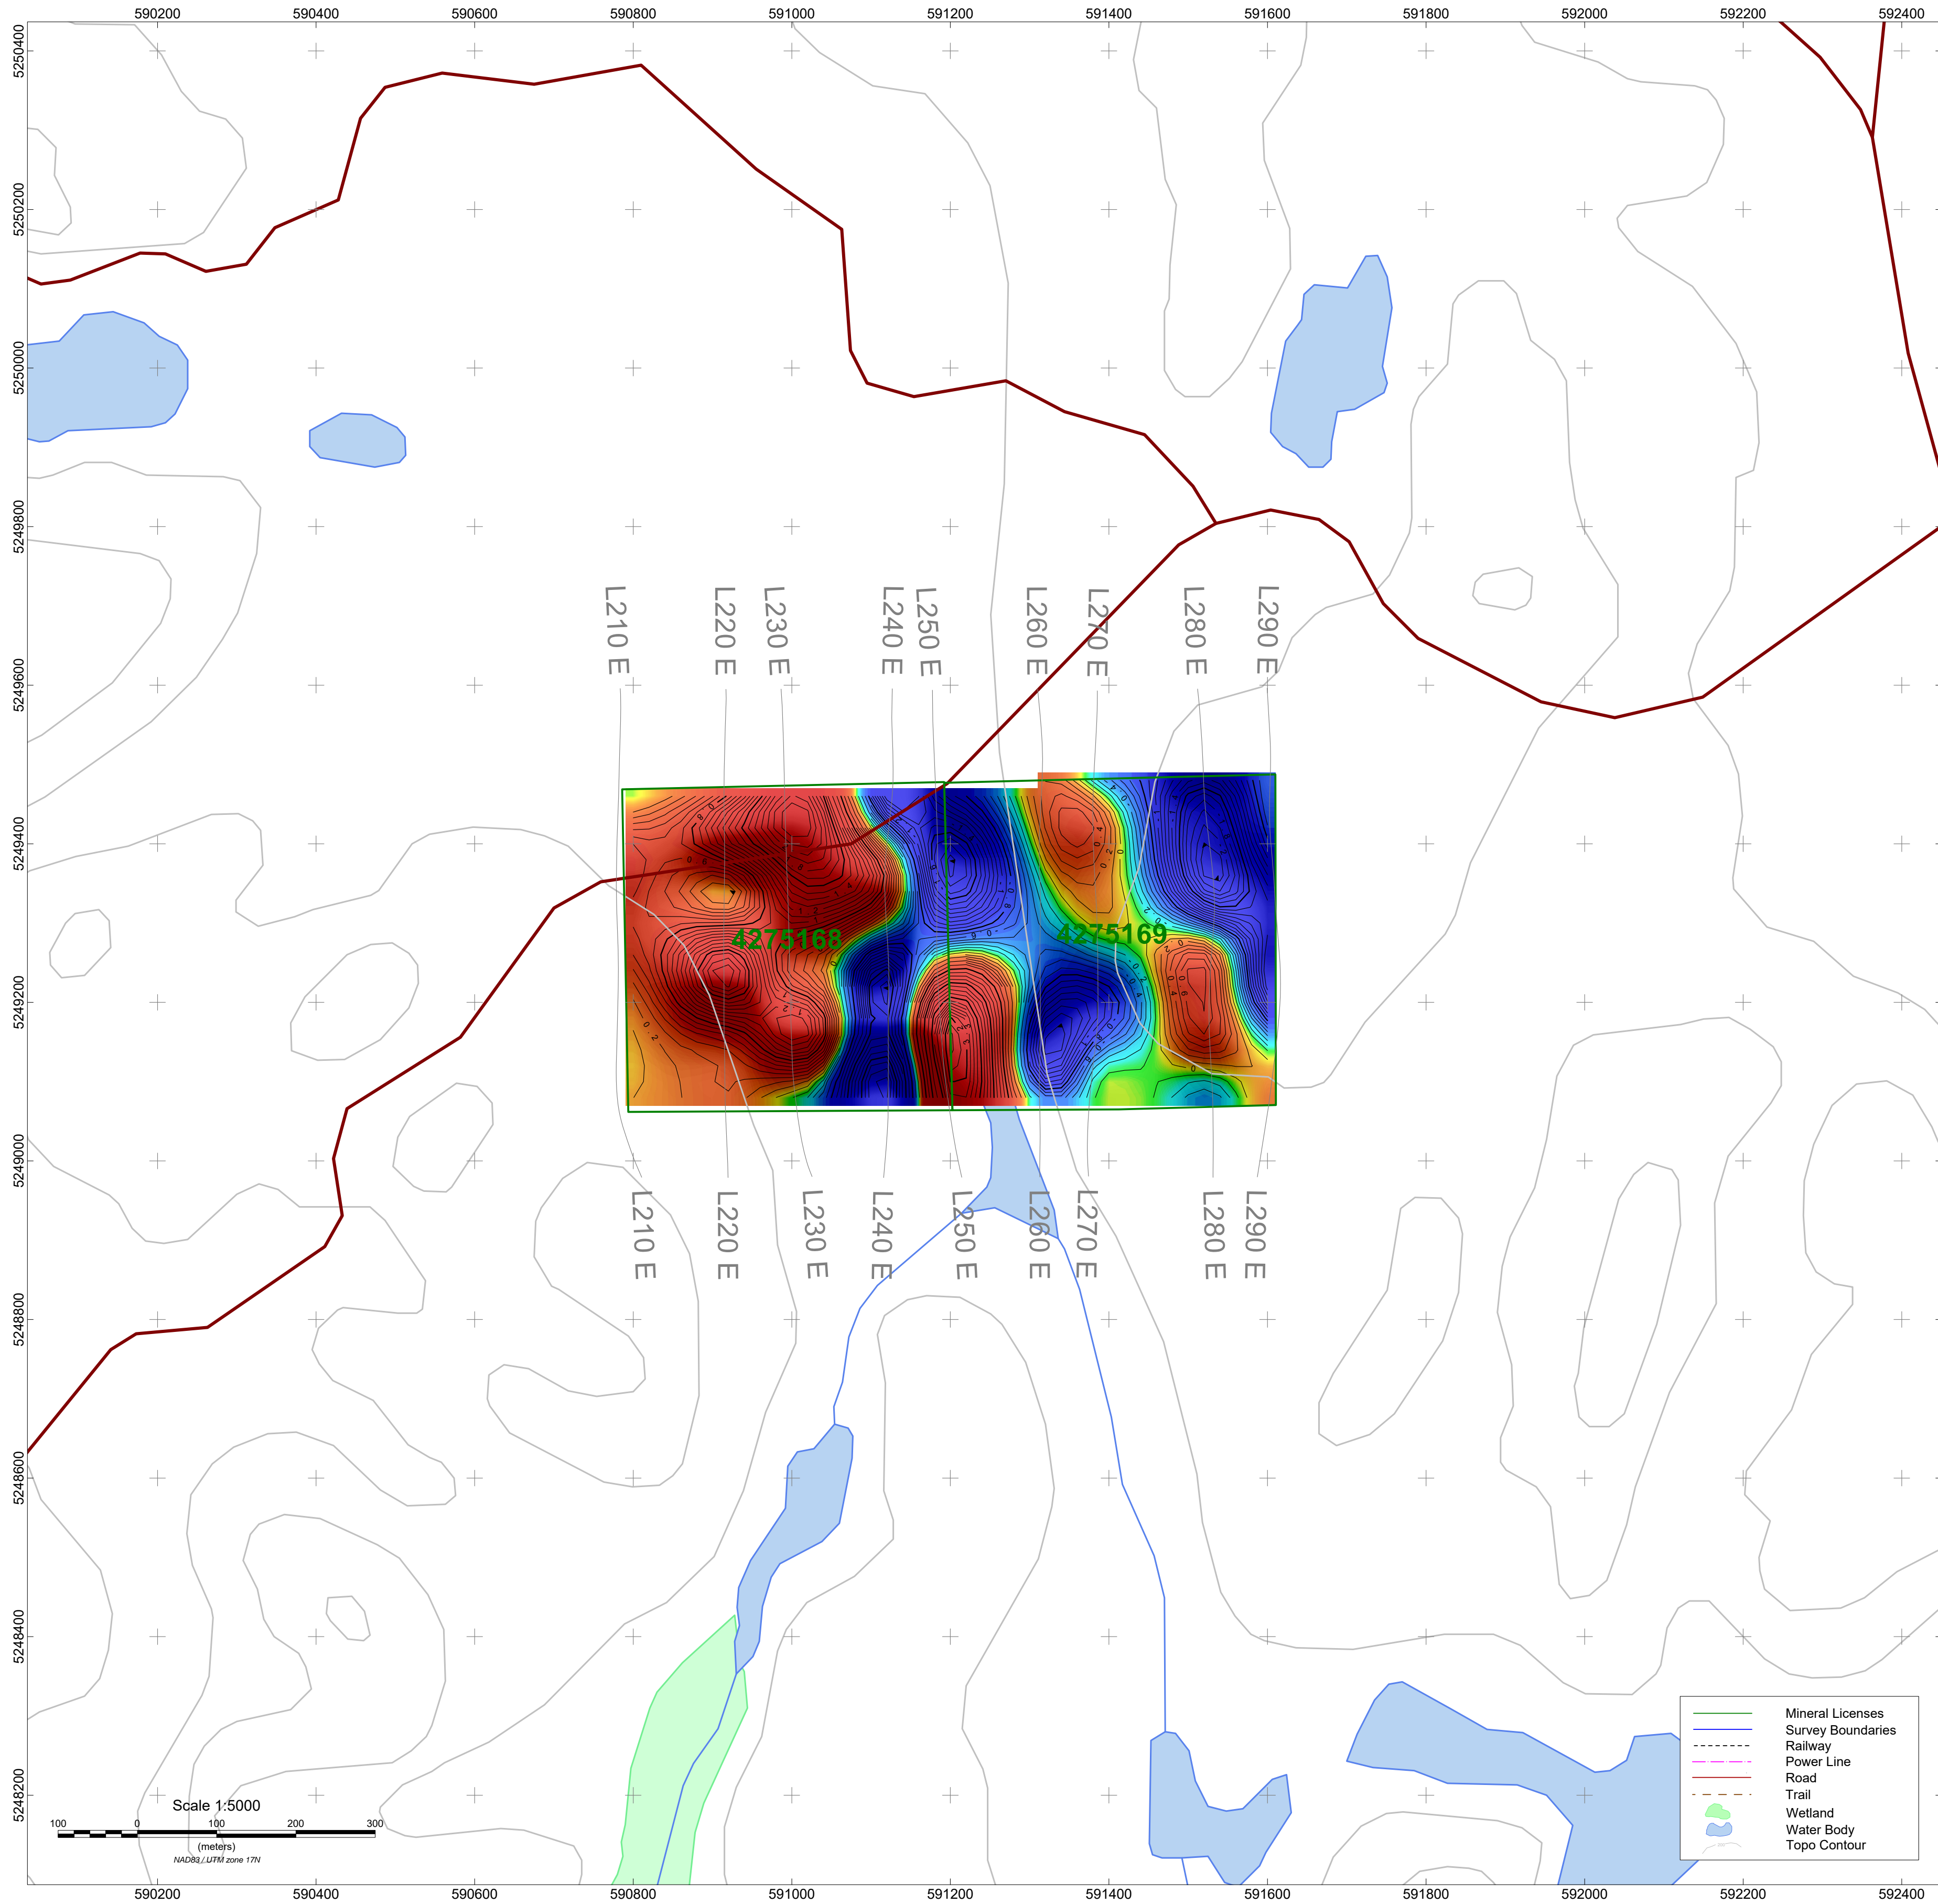 590200 590400 590600 590800 591000 591200 591400 591600 591800 592000 592200 592400
5250400
5250200
5250000
5249800
5249600
5249400
5249200
5249000
5248800
5248600
5248400
5248200
L210 E L220 E L230 E L240 E L250 E L260 E L270 E L280 E L290 E
4275168 4275169
L210 E L220 E L230 E L240 E L250 E L260 E L270 E L280 E L290 E
Mineral Licenses
Survey Boundaries
Railway
Power Line
Road
Trail
Wetland
Water Body
Topo Contour
Scale 1:5000
100 0 100 200 300
(meters)
NAD83 / UTM zone 17N
590200 590400 590600 590800 591000 591200 591400 591600 591800 592000 592200 592400